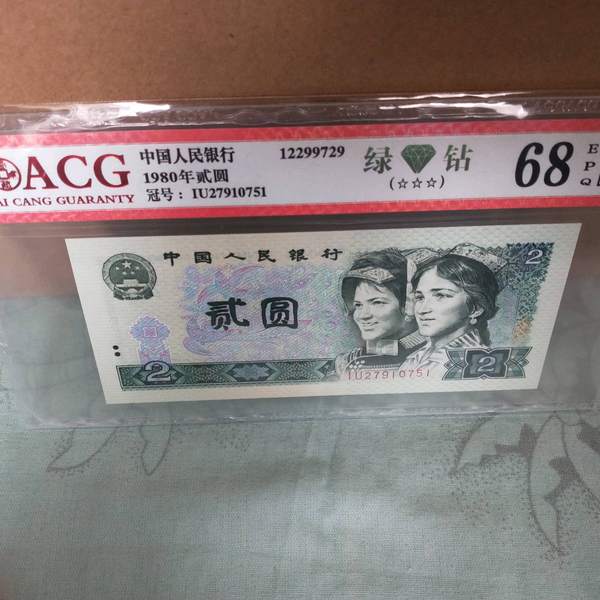 ACG
AI CANG GUARANTY
中国人民银行 12299729
1980年贰圆
冠号：IU27910751
绿 钻
(☆☆☆)
68
E
P
Q
中国人民银行
贰圆
2
2
2
IU27910751